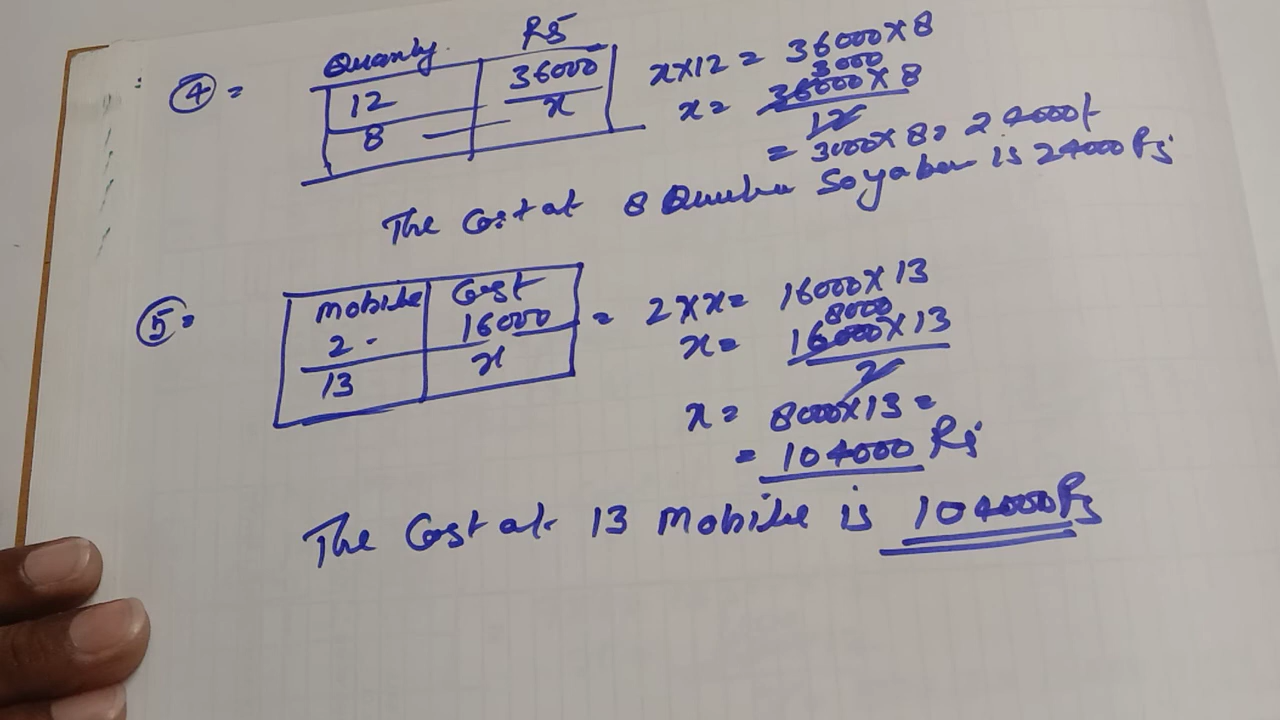 ④ =
Quanty. Rs
12 36000
8 x
x×12 = 36000×8
3000
x = 36000×8
12
= 3000×8 = 24000/-
The Cost at 8 Soyaben is 24000 Rs
⑤ =
Mobile Cost
2 16000
13 x
= 2×x = 16000×13
8000
x = 16000×13
2
x = 8000×13 =
= 104000 Rs
The Cost at 13 Mobile is 104000 Rs